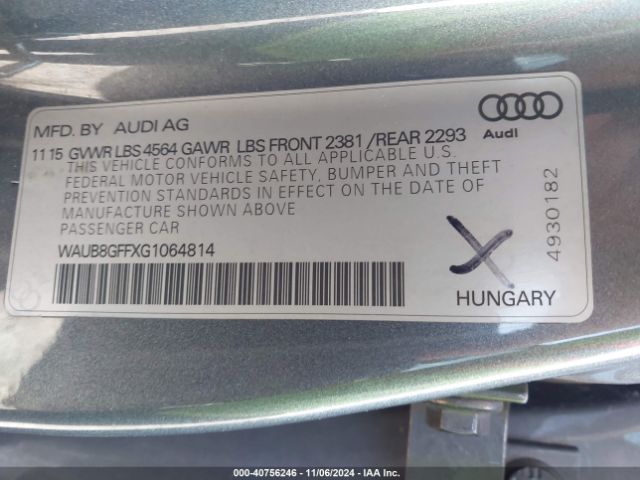 MFD. BY AUDI AG
11 15 GVWR LBS 4564 GAWR LBS FRONT 2381 /REAR 2293
Audi
THIS VEHICLE CONFORMS TO ALL APPLICABLE U.S.
FEDERAL MOTOR VEHICLE SAFETY, BUMPER AND THEFT
PREVENTION STANDARDS IN EFFECT ON THE DATE OF
MANUFACTURE SHOWN ABOVE
PASSENGER CAR
WAUB8GFFXG1064814
4930182
X
HUNGARY
000-40756246 - 11/06/2024 - IAA, Inc.